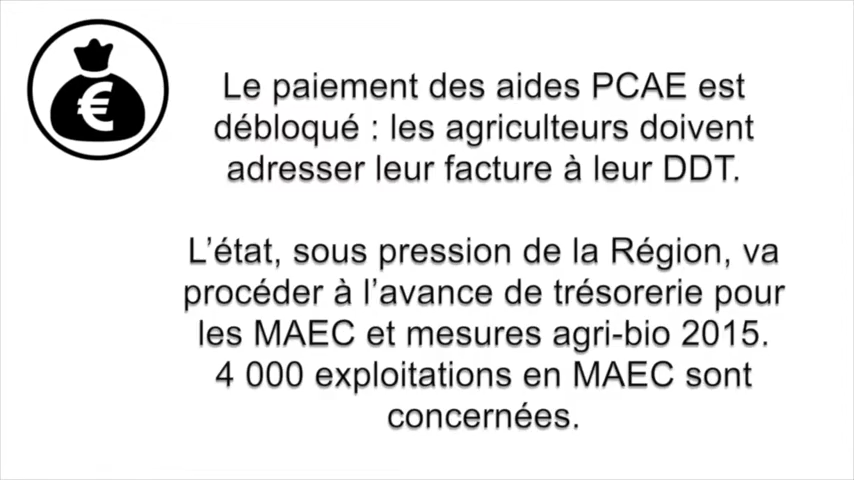 Le paiement des aides PCAE est
débloqué : les agriculteurs doivent
adresser leur facture à leur DDT.
L'état, sous pression de la Région, va
procéder à l'avance de trésorerie pour
les MAEC et mesures agri-bio 2015.
4 000 exploitations en MAEC sont
concernées.